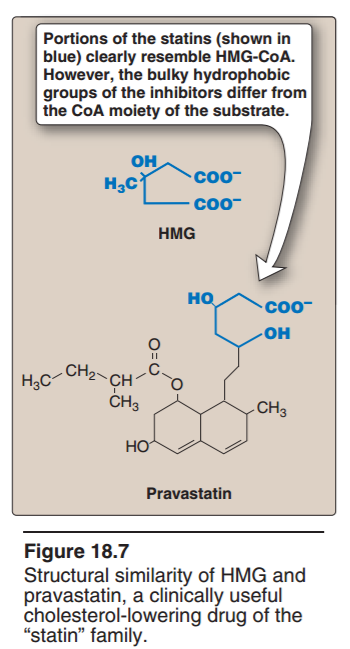 Portions of the statins (shown in
blue) clearly resemble HMG-CoA.
However, the bulky hydrophobic
groups of the inhibitors differ from
the CoA moiety of the substrate.
OH
H₃C
COO⁻
COO⁻
HMG
HO
COO⁻
OH
O
H₃C CH₂ CH C O
CH₃
CH₃
HO
Pravastatin
Figure 18.7
Structural similarity of HMG and
pravastatin, a clinically useful
cholesterol-lowering drug of the
“statin” family.